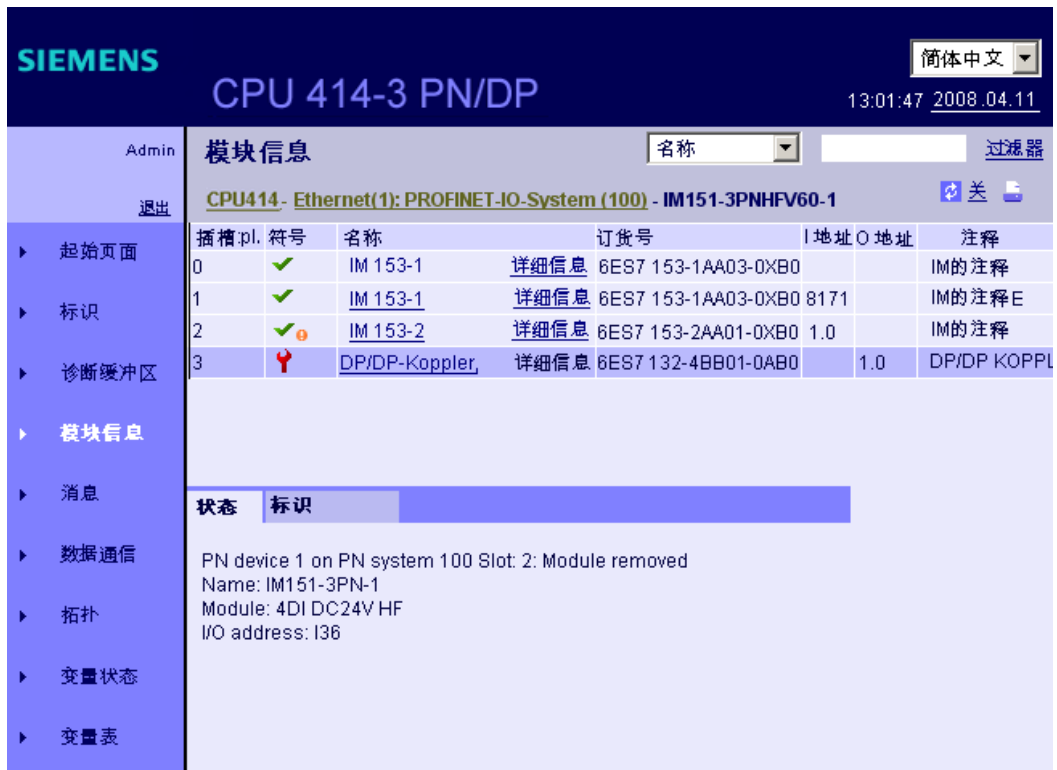 SIEMENS
简体中文
CPU 414-3 PN/DP
13:01:47 2008.04.11
Admin
模块信息
名称
过滤器
退出
CPU414 - Ethernet(1): PROFINET-IO-System (100) - IM151-3PNHFV60-1
关
插槽:pl. 符号 名称 订货号 I 地址 O 地址 注释
0 IM 153-1 详细信息 6ES7 153-1AA03-0XB0 IM的注释
1 IM 153-1 详细信息 6ES7 153-1AA03-0XB0 8171 IM的注释E
2 IM 153-2 详细信息 6ES7 153-2AA01-0XB0 1.0 IM的注释
3 DP/DP-Koppler, 详细信息 6ES7 132-4BB01-0AB0 1.0 DP/DP KOPPL
起始页面
标识
诊断缓冲区
模块信息
消息
数据通信
拓扑
变量状态
变量表
状态 标识
PN device 1 on PN system 100 Slot: 2: Module removed
Name: IM151-3PN-1
Module: 4DI DC24V HF
I/O address: I36